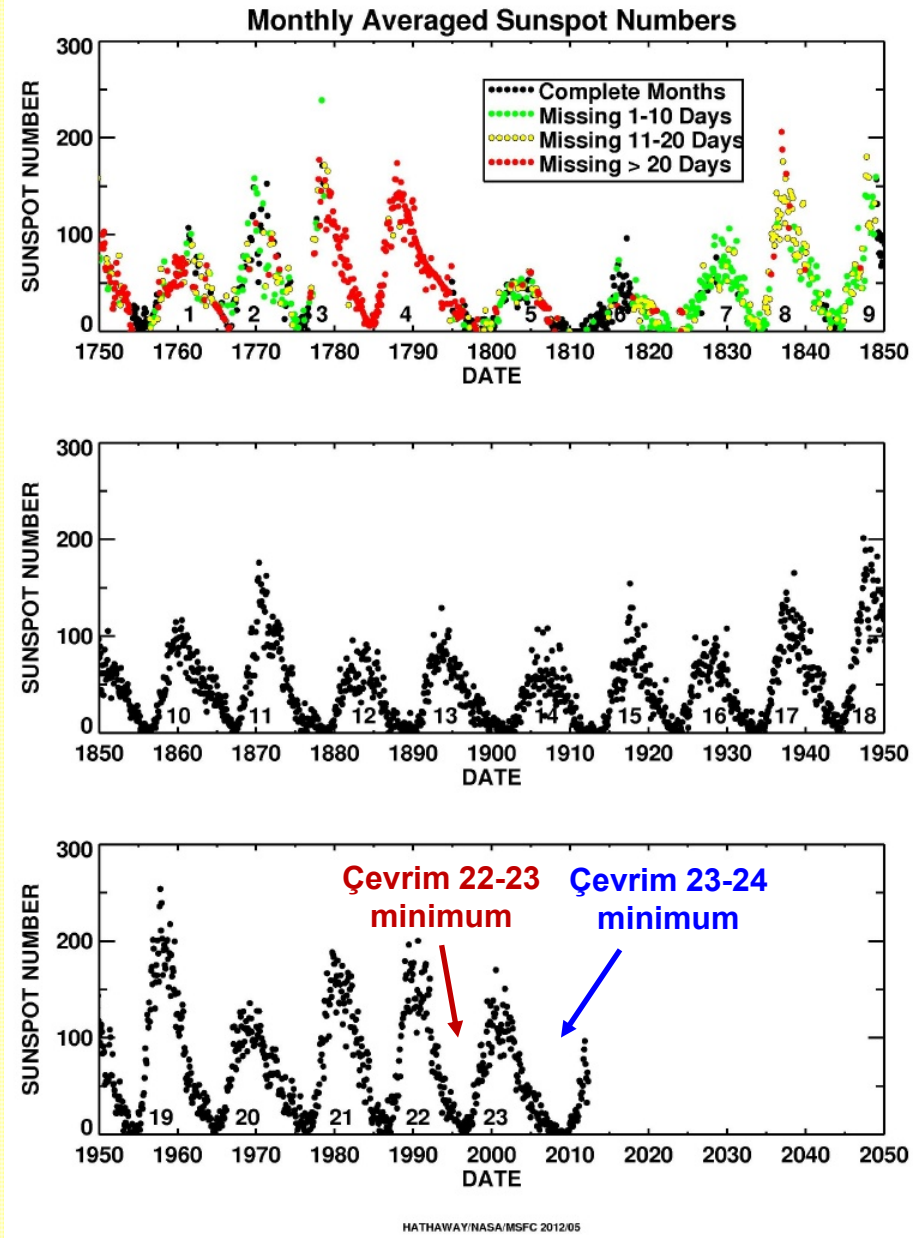 Monthly Averaged Sunspot Numbers
300
200
100
0
SUNSPOT NUMBER
Complete Months
Missing 1-10 Days
Missing 11-20 Days
Missing > 20 Days
1 2 3 4 5 6 7 8 9
1750 1760 1770 1780 1790 1800 1810 1820 1830 1840 1850
DATE
300
200
100
0
SUNSPOT NUMBER
10 11 12 13 14 15 16 17 18
1850 1860 1870 1880 1890 1900 1910 1920 1930 1940 1950
DATE
300
200
100
0
SUNSPOT NUMBER
Çevrim 22-23
minimum
Çevrim 23-24
minimum
19 20 21 22 23
1950 1960 1970 1980 1990 2000 2010 2020 2030 2040 2050
DATE
HATHAWAY/NASA/MSFC 2012/05